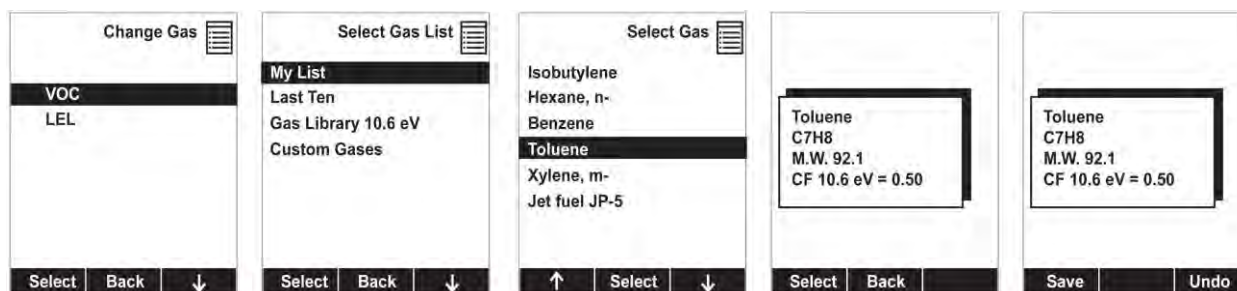 Change Gas
VOC
LEL
Select Back ↓
Select Gas List
My List
Last Ten
Gas Library 10.6 eV
Custom Gases
Select Back ↓
Select Gas
Isobutylene
Hexane, n-
Benzene
Toluene
Xylene, m-
Jet fuel JP-5
↑ Select ↓
Toluene
C7H8
M.W. 92.1
CF 10.6 eV = 0.50
Select Back
Toluene
C7H8
M.W. 92.1
CF 10.6 eV = 0.50
Save Undo